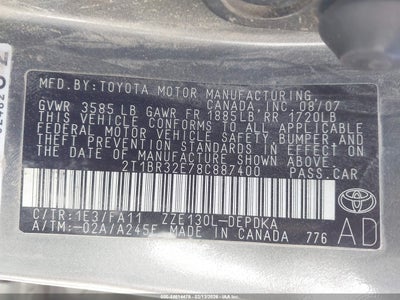 MFD.BY:TOYOTA MOTOR MANUFACTURING
CANADA,INC.08/07
GVWR 3585 LB GAWR FR 1885LB RR 1720LB
THIS VEHICLE CONFORMS TO ALL APPLICABLE
FEDERAL MOTOR VEHICLE SAFETY BUMPER AND
THEFT PREVENTION STANDARDS IN EFFECT ON
THE DATE OF MANUFACTURE SHOWN ABOVE.
2T1BR32E78C887400 PASS.CAR
C/TR:1E3/FA11 ZZE130L-DEPDKA
A/TM:-02A/A245E MADE IN CANADA 776
TOYOTA
AD